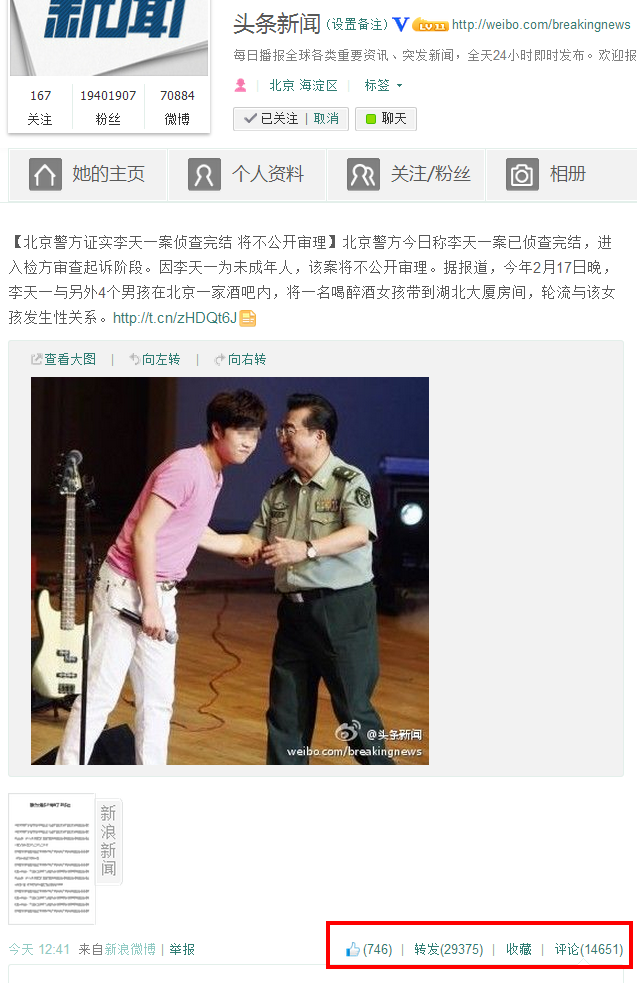 新闻
头条新闻 (设置备注) V LV 11 http://weibo.com/breakingnews
每日播报全球各类重要资讯、突发新闻，全天24小时即时发布。欢迎报
北京 海淀区 标签
167 19401907 70884
关注 粉丝 微博
已关注 | 取消 聊天
她的主页 个人资料 关注/粉丝 相册
【北京警方证实李天一案侦查完结 将不公开审理】北京警方今日称李天一案已侦查完结，进
入检方审查起诉阶段。因李天一为未成年人，该案将不公开审理。据报道，今年2月17日晚，
李天一与另外4个男孩在北京一家酒吧内，将一名喝醉酒女孩带到湖北大厦房间，轮流与该女
孩发生性关系。http://t.cn/zHDQt6J
查看大图 | 向左转 | 向右转
@头条新闻
weibo.com/breakingnews
新浪新闻
今天 12:41 来自新浪微博 | 举报
(746) | 转发(29375) | 收藏 | 评论(14651)